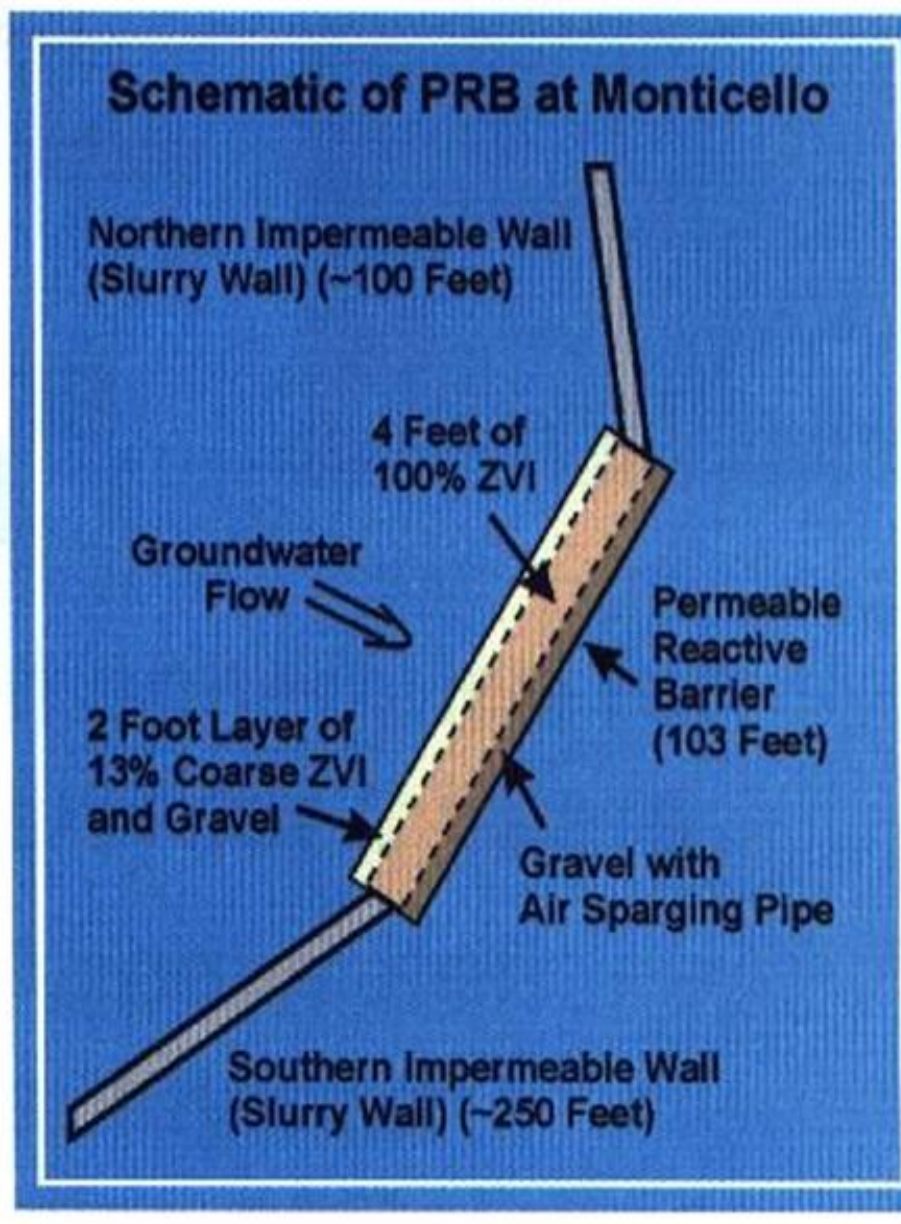 Schematic of PRB at Monticello
Northern Impermeable Wall
(Slurry Wall) (~100 Feet)
4 Feet of
100% ZVI
Groundwater
Flow
Permeable
Reactive
Barrier
(103 Feet)
2 Foot Layer of
13% Coarse ZVI
and Gravel
Gravel with
Air Sparging Pipe
Southern Impermeable Wall
(Slurry Wall) (~250 Feet)